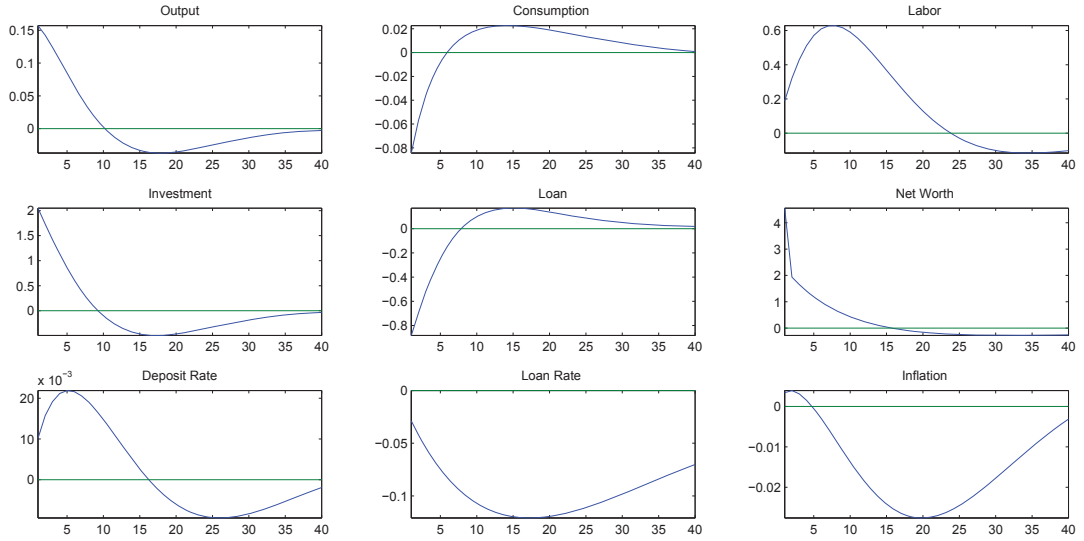 Output
0.15
0.1
0.05
0
5 10 15 20 25 30 35 40
Consumption
0.02
0
−0.02
−0.04
−0.06
−0.08
5 10 15 20 25 30 35 40
Labor
0.6
0.4
0.2
0
5 10 15 20 25 30 35 40
Investment
2
1.5
1
0.5
0
5 10 15 20 25 30 35 40
Loan
0
−0.2
−0.4
−0.6
−0.8
5 10 15 20 25 30 35 40
Net Worth
4
3
2
1
0
5 10 15 20 25 30 35 40
Deposit Rate
x 10⁻³
20
10
0
5 10 15 20 25 30 35 40
Loan Rate
0
−0.05
−0.1
5 10 15 20 25 30 35 40
Inflation
0
−0.01
−0.02
5 10 15 20 25 30 35 40